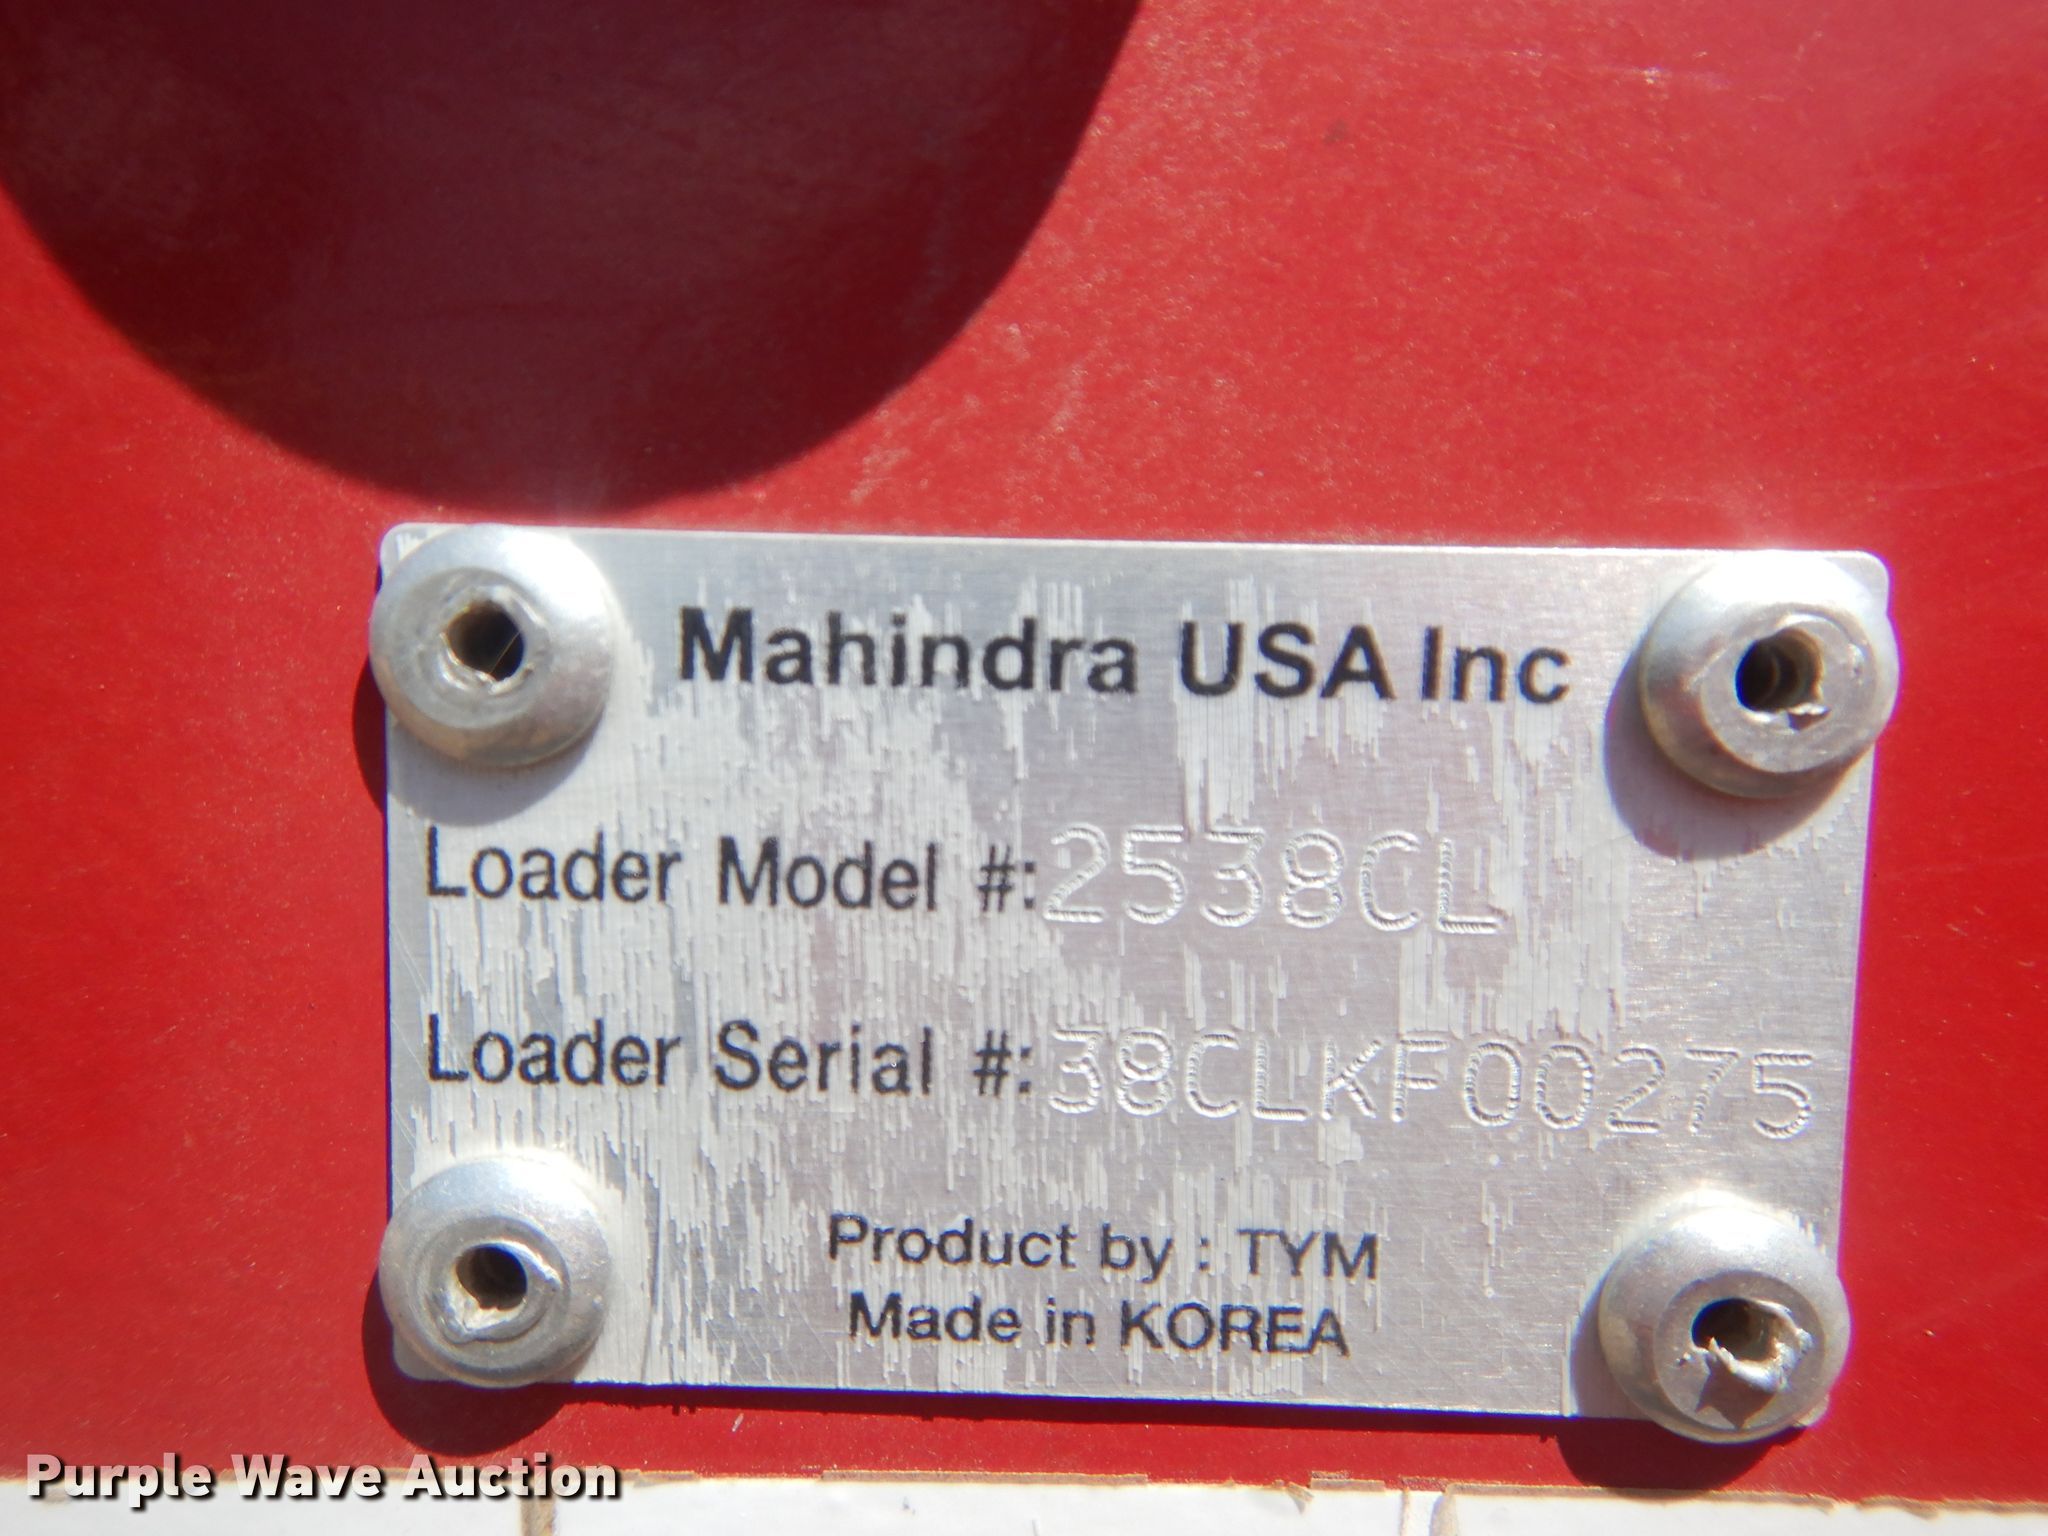 Mahindra USA Inc
Loader Model #: 2538CL
Loader Serial #: 38CLKF00275
Product by : TYM
Made in KOREA
Purple Wave Auction